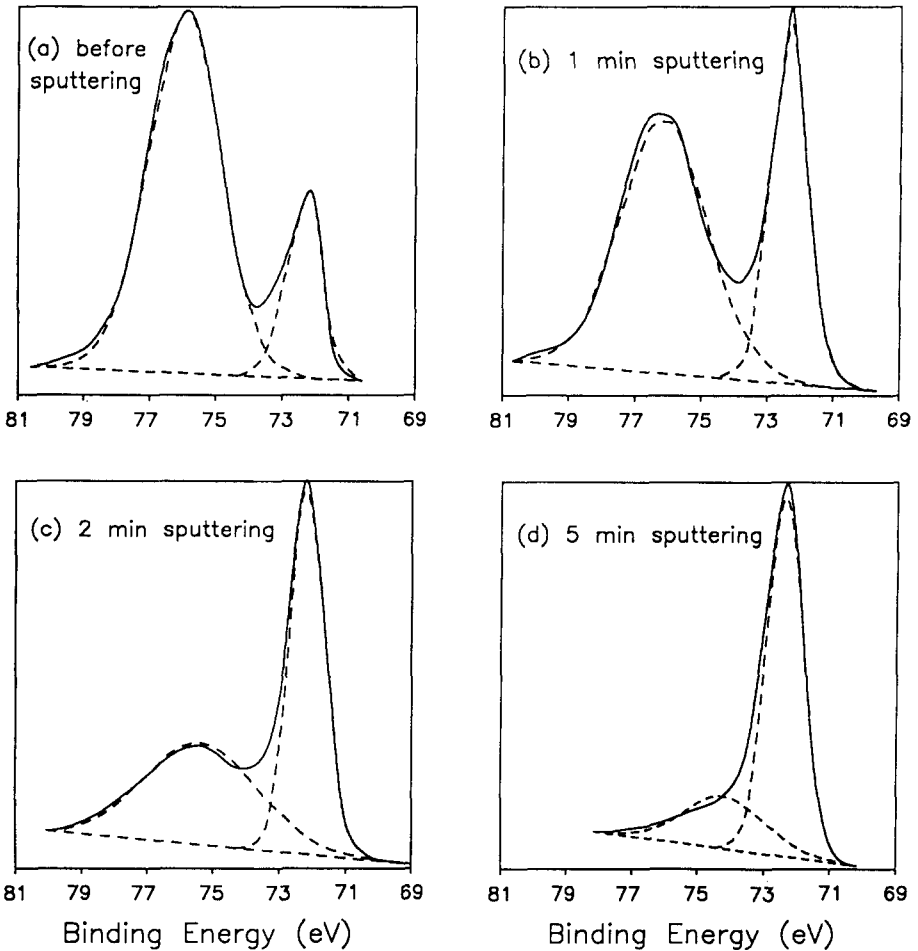 (a) before
sputtering
81 79 77 75 73 71 69
(b) 1 min sputtering
81 79 77 75 73 71 69
(c) 2 min sputtering
81 79 77 75 73 71 69
Binding Energy (eV)
(d) 5 min sputtering
81 79 77 75 73 71 69
Binding Energy (eV)